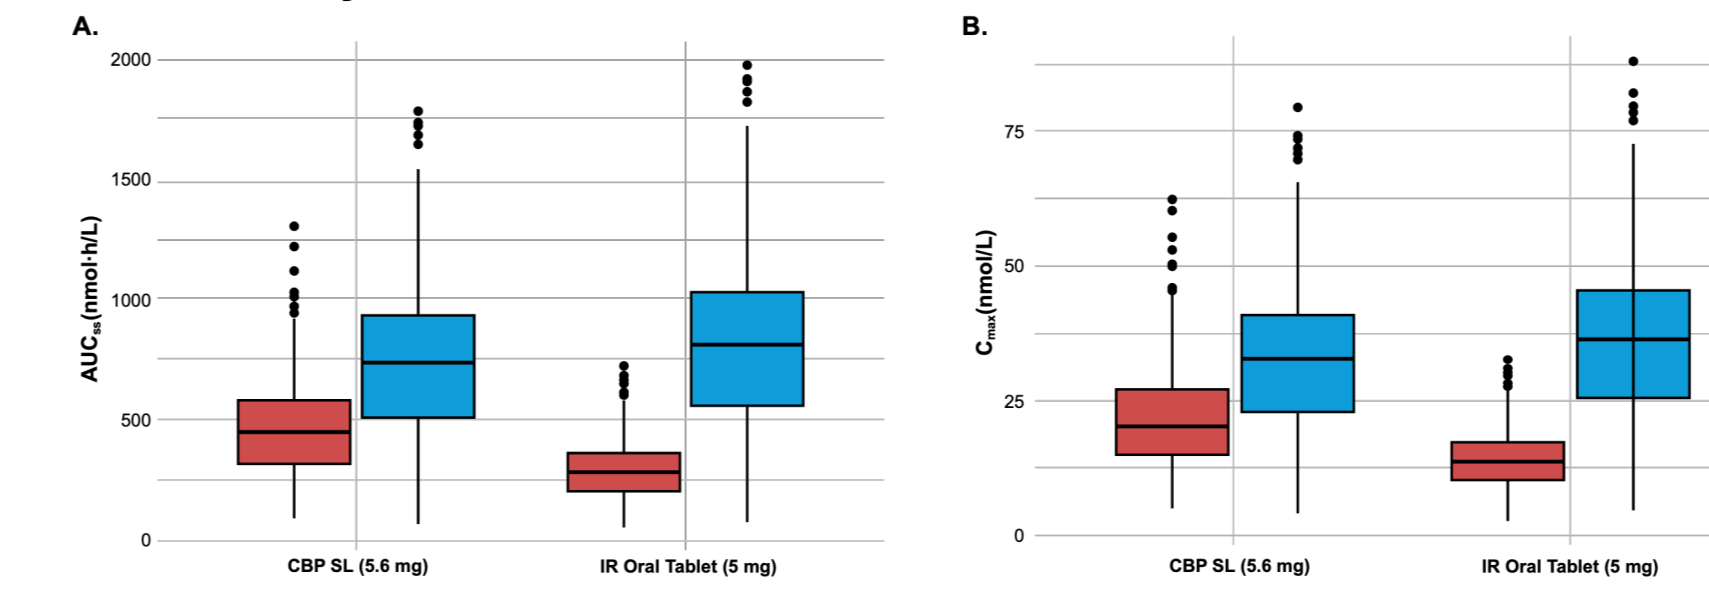 A.
2000
1500
1000
500
0
AUCss(nmol·h/L)
CBP SL (5.6 mg)
IR Oral Tablet (5 mg)
B.
75
50
25
0
Cmax(nmol/L)
CBP SL (5.6 mg)
IR Oral Tablet (5 mg)